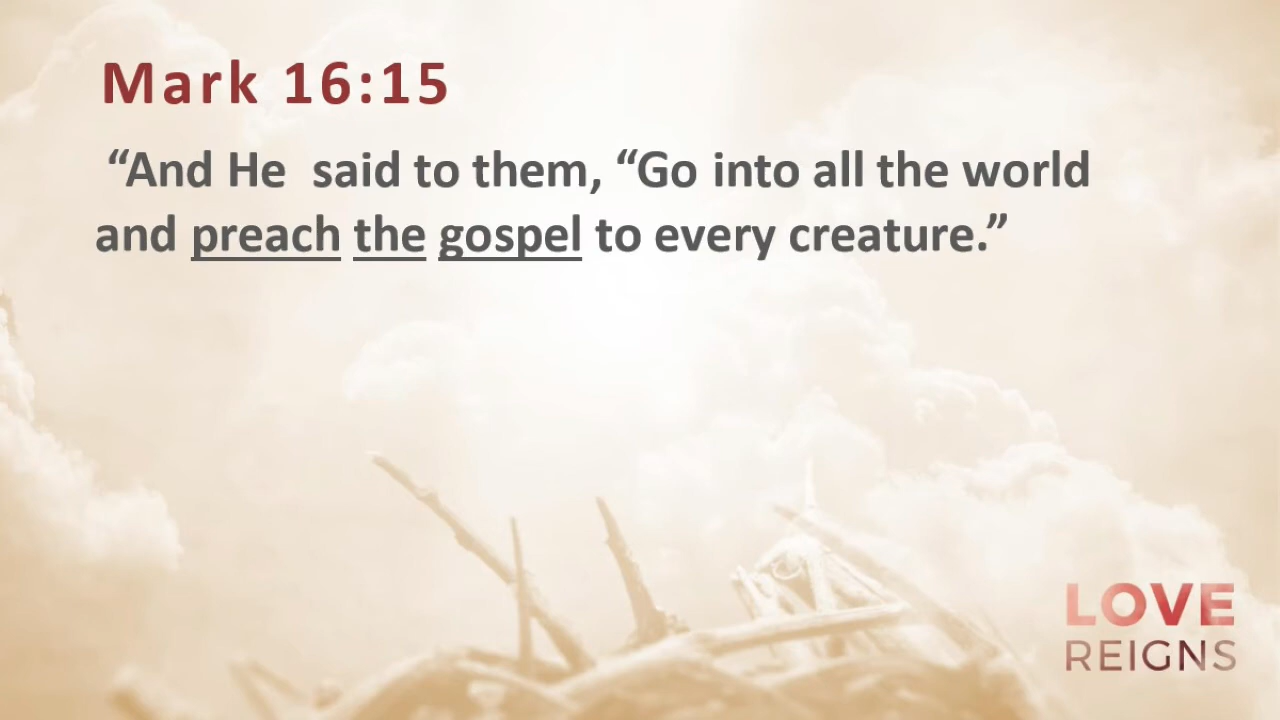 Mark 16:15
“And He  said to them, “Go into all the world
and preach the gospel to every creature.”
LOVE
REIGNS